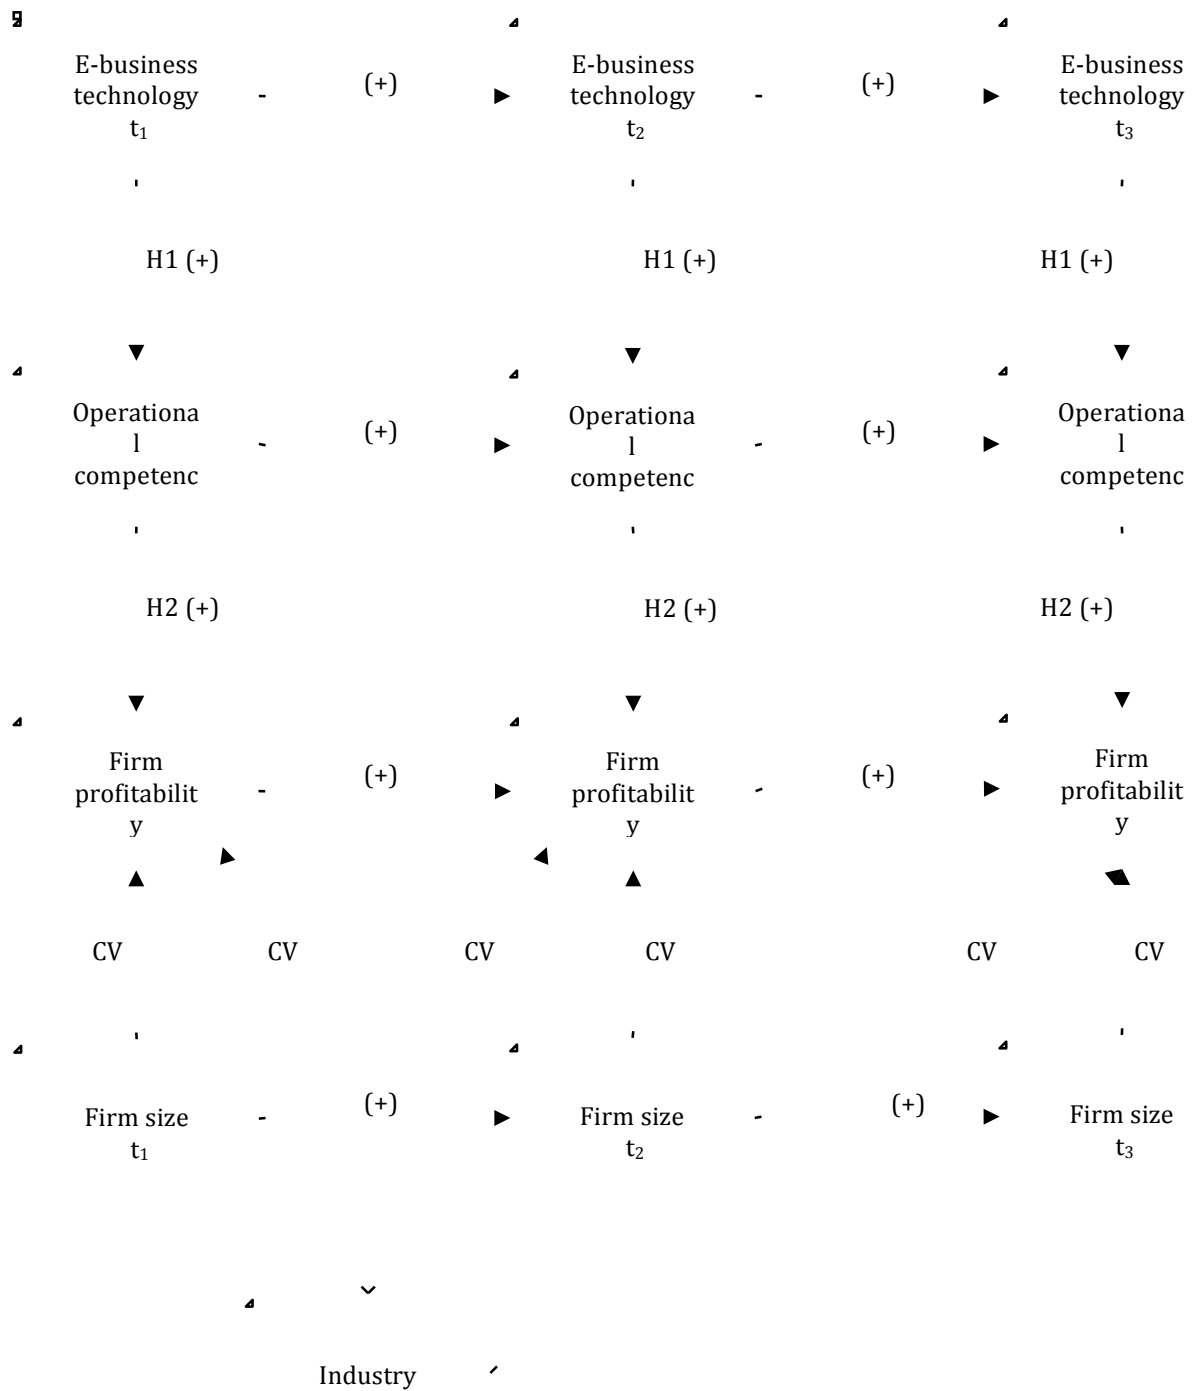 E-business
technology
t₁
(+)
E-business
technology
t₂
(+)
E-business
technology
t₃
H1 (+)
H1 (+)
H1 (+)
Operationa
l
competenc
(+)
Operationa
l
competenc
(+)
Operationa
l
competenc
H2 (+)
H2 (+)
H2 (+)
Firm
profitabilit
y
(+)
Firm
profitabilit
y
(+)
Firm
profitabilit
y
CV
CV
CV
CV
CV
CV
Firm size
t₁
(+)
Firm size
t₂
(+)
Firm size
t₃
Industry